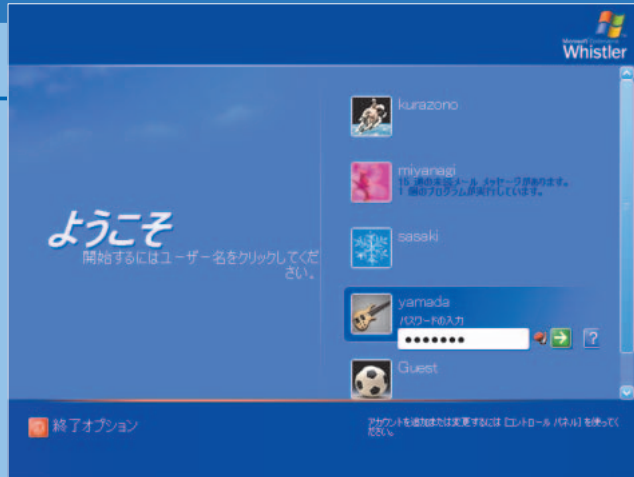 Whistler
kurazono
miyanagi
15 通の未読メール メッセージがあります。
1 個のプログラムが実行しています。
ようこそ
開始するにはユーザー名をクリックしてくだ
さい。
sasaki
yamada
パスワードの入力
?
Guest
終了オプション
アカウントを追加または変更するには [コントロール パネル] を使ってく
ださい。